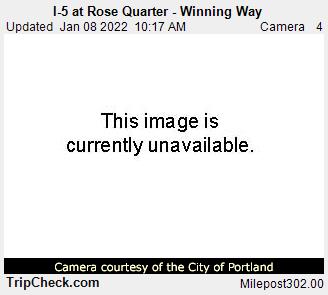 I-5 at Rose Quarter - Winning Way
Updated Jan 08 2022 10:17 AM Camera 4
This image is
currently unavailable.
Camera courtesy of the City of Portland
TripCheck.com Milepost302.00